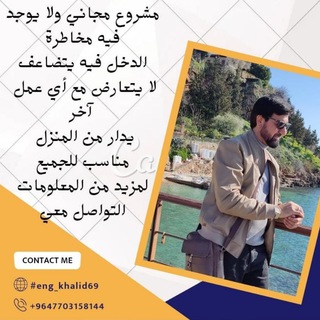 مشروع مجاني ولا يوجد
فيه مخاطرة
الدخل فيه يتضاعف
لا يتعارض مع أي عمل
آخر
يدار من المنزل
مناسب للجميع
لمزيد من المعلومات
التواصل معي
CONTACT ME
#eng_khalid69
+9647703158144